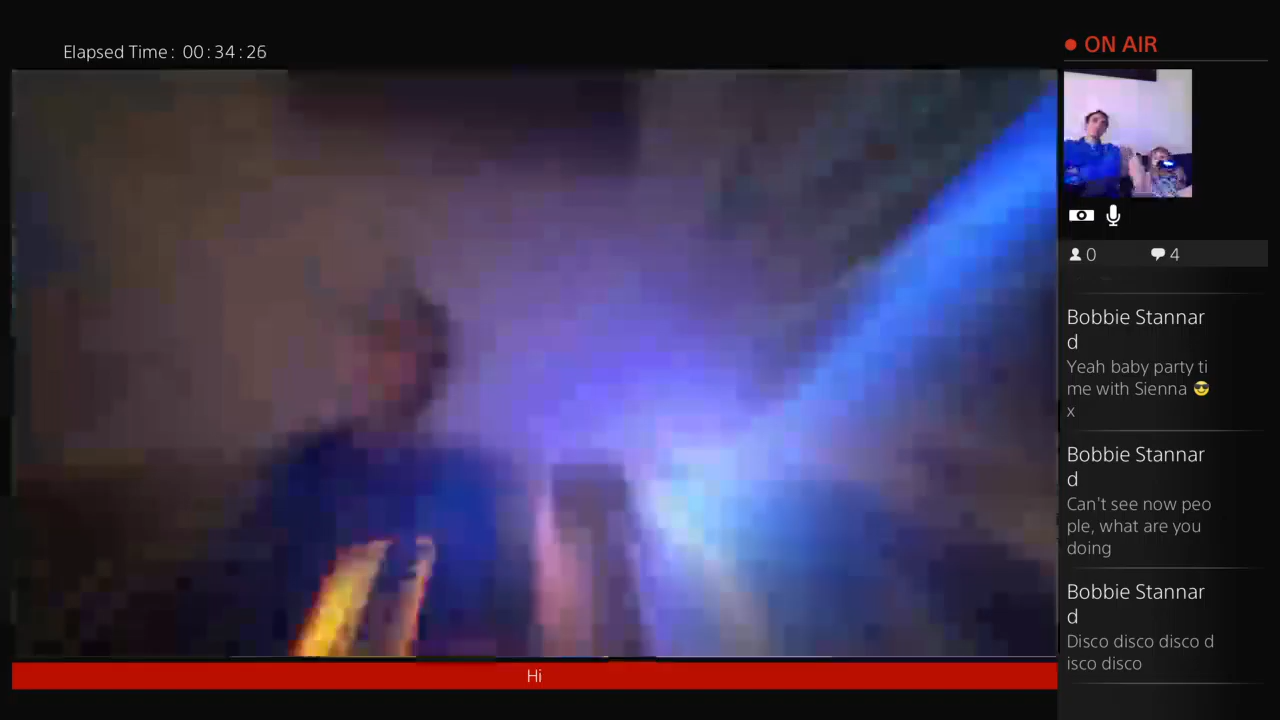 Elapsed Time: 00:34:26
ON AIR
0 4
Bobbie Stannar
d
Yeah baby party ti
me with Sienna 😎
x
Bobbie Stannar
d
Can't see now peo
ple, what are you
doing
Bobbie Stannar
d
Disco disco disco d
isco disco
Hi